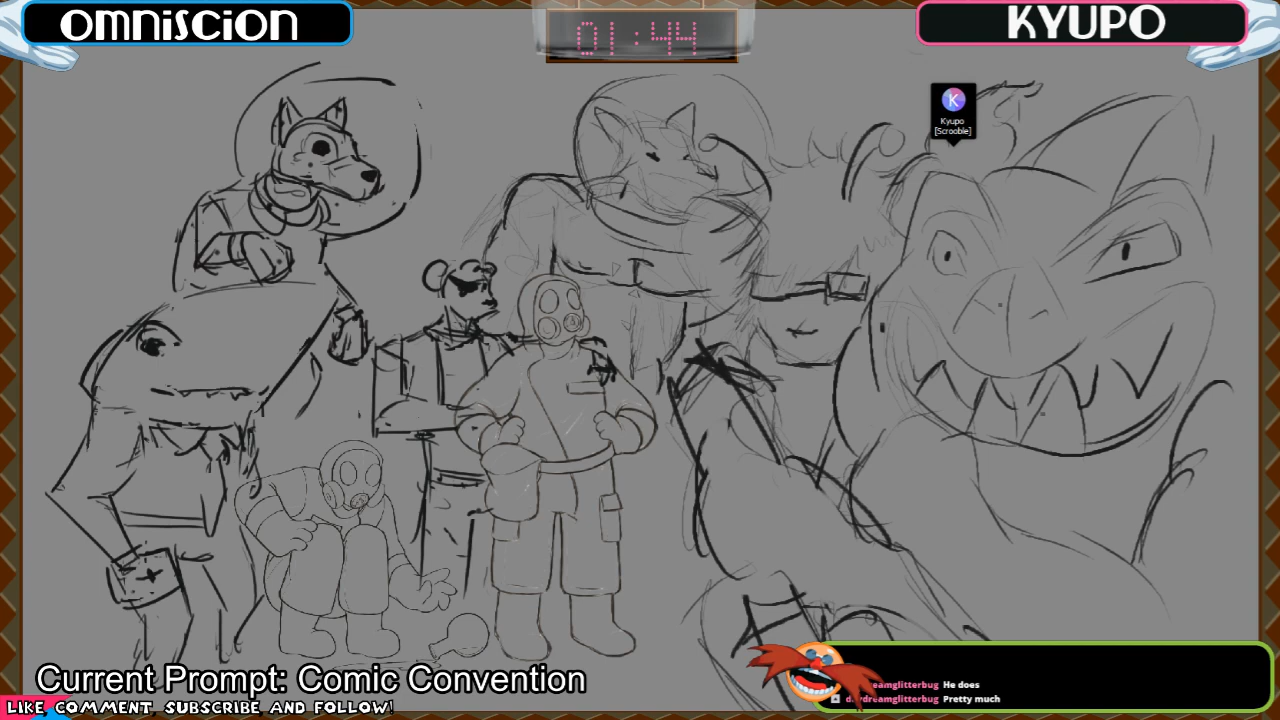 OMNISCION
01:44
KYUPO
K
Kyupo
[Scrooble]
He does
Pretty much
Current Prompt: Comic Convention
LIKE, COMMENT, SUBSCRIBE AND FOLLOW!